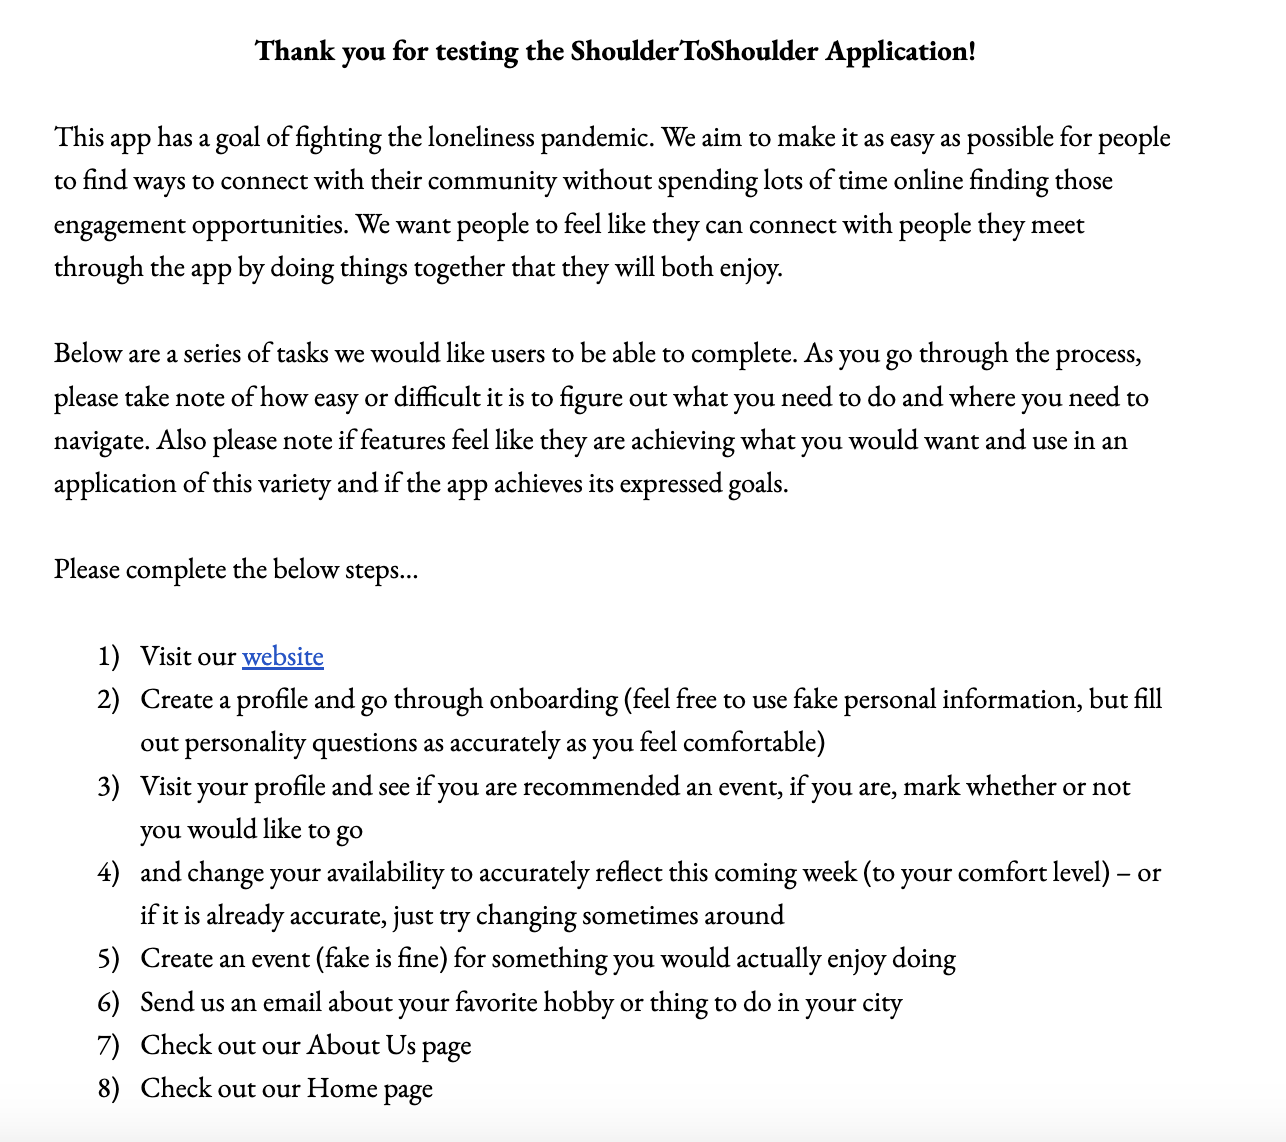 Thank you for testing the ShoulderToShoulder Application!
This app has a goal of fighting the loneliness pandemic. We aim to make it as easy as possible for people
to find ways to connect with their community without spending lots of time online finding those
engagement opportunities. We want people to feel like they can connect with people they meet
through the app by doing things together that they will both enjoy.
Below are a series of tasks we would like users to be able to complete. As you go through the process,
please take note of how easy or difficult it is to figure out what you need to do and where you need to
navigate. Also please note if features feel like they are achieving what you would want and use in an
application of this variety and if the app achieves its expressed goals.
Please complete the below steps...
1) Visit our website
2) Create a profile and go through onboarding (feel free to use fake personal information, but fill
out personality questions as accurately as you feel comfortable)
3) Visit your profile and see if you are recommended an event, if you are, mark whether or not
you would like to go
4) and change your availability to accurately reflect this coming week (to your comfort level) – or
if it is already accurate, just try changing sometimes around
5) Create an event (fake is fine) for something you would actually enjoy doing
6) Send us an email about your favorite hobby or thing to do in your city
7) Check out our About Us page
8) Check out our Home page